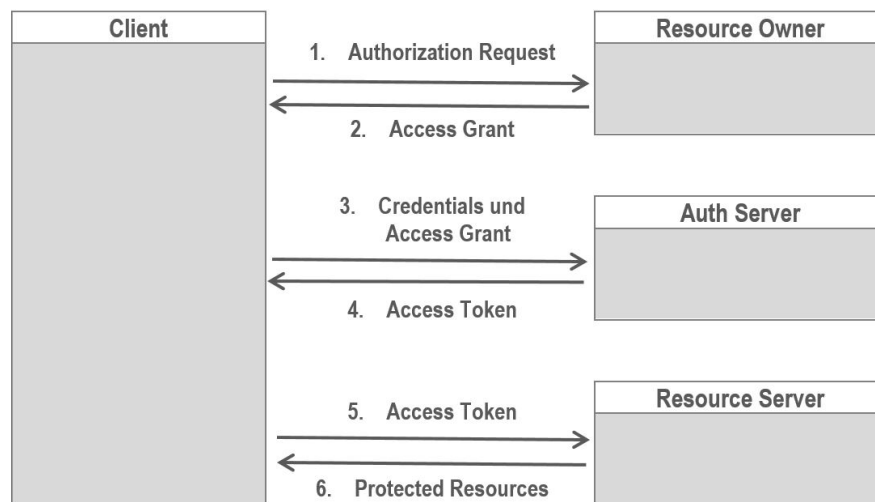 Client
Resource Owner
1. Authorization Request
2. Access Grant
3. Credentials und
Access Grant
Auth Server
4. Access Token
Resource Server
5. Access Token
6. Protected Resources